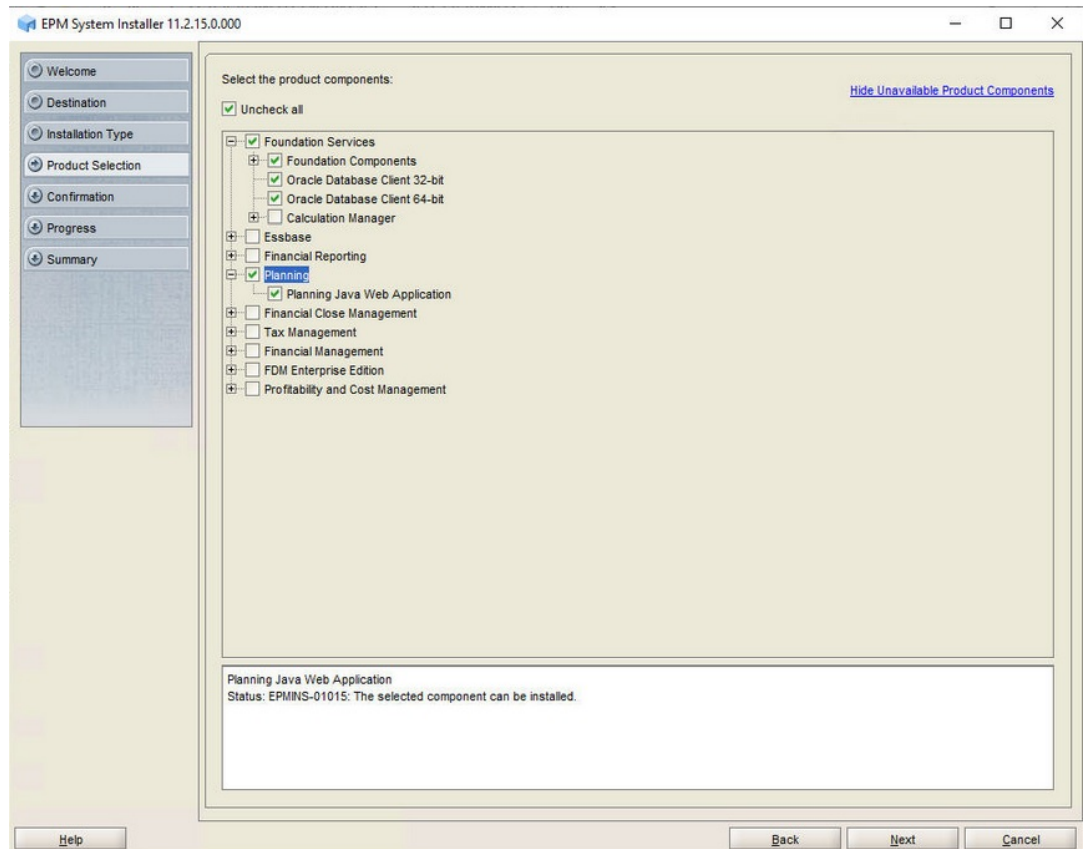 EPM System Installer 11.2.15.0.000
Welcome
Destination
Installation Type
Product Selection
Confirmation
Progress
Summary
Select the product components:
Hide Unavailable Product Components
Uncheck all
Foundation Services
Foundation Components
Oracle Database Client 32-bit
Oracle Database Client 64-bit
Calculation Manager
Essbase
Financial Reporting
Planning
Planning Java Web Application
Financial Close Management
Tax Management
Financial Management
FDM Enterprise Edition
Profitability and Cost Management
Planning Java Web Application
Status: EPMINS-01015: The selected component can be installed.
Help
Back
Next
Cancel